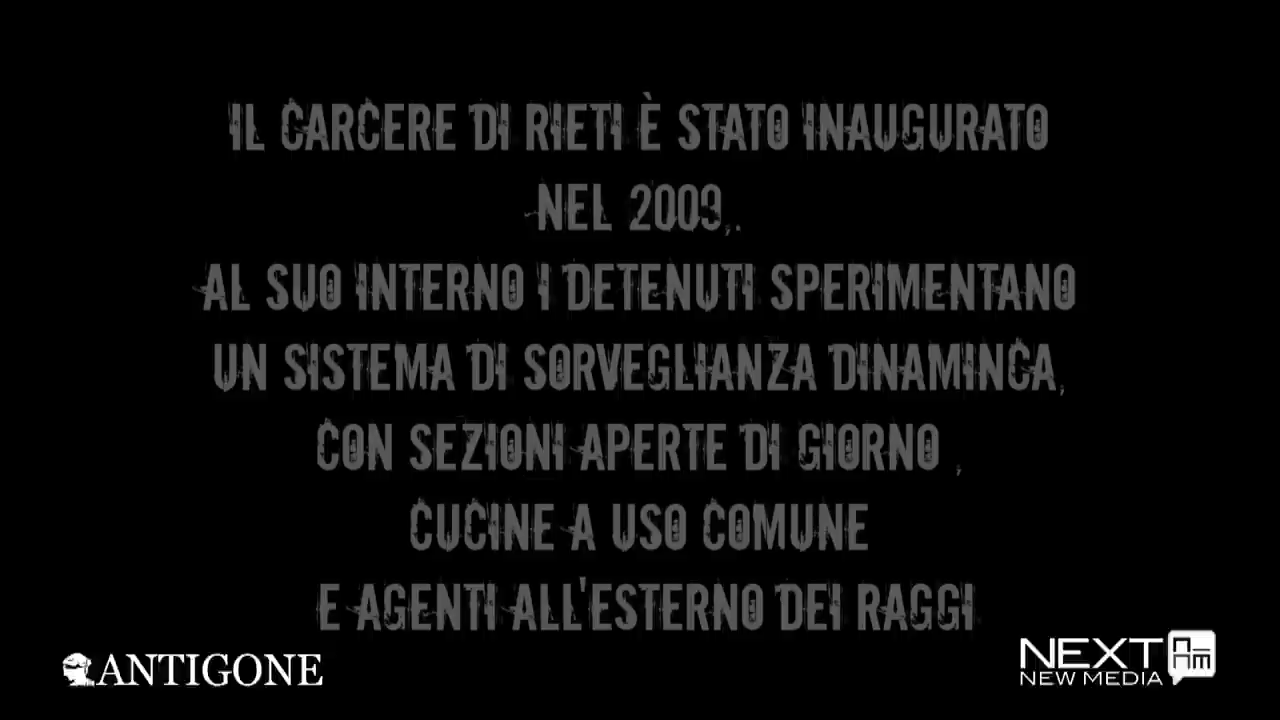 IL CARCERE DI RIETI È STATO INAUGURATO
NEL 2009,.
AL SUO INTERNO I DETENUTI SPERIMENTANO
UN SISTEMA DI SORVEGLIANZA DINAMINCA,
CON SEZIONI APERTE DI GIORNO ,
CUCINE A USO COMUNE
E AGENTI ALL'ESTERNO DEI RAGGI
ANTIGONE
NEXT
NEW MEDIA
nnm